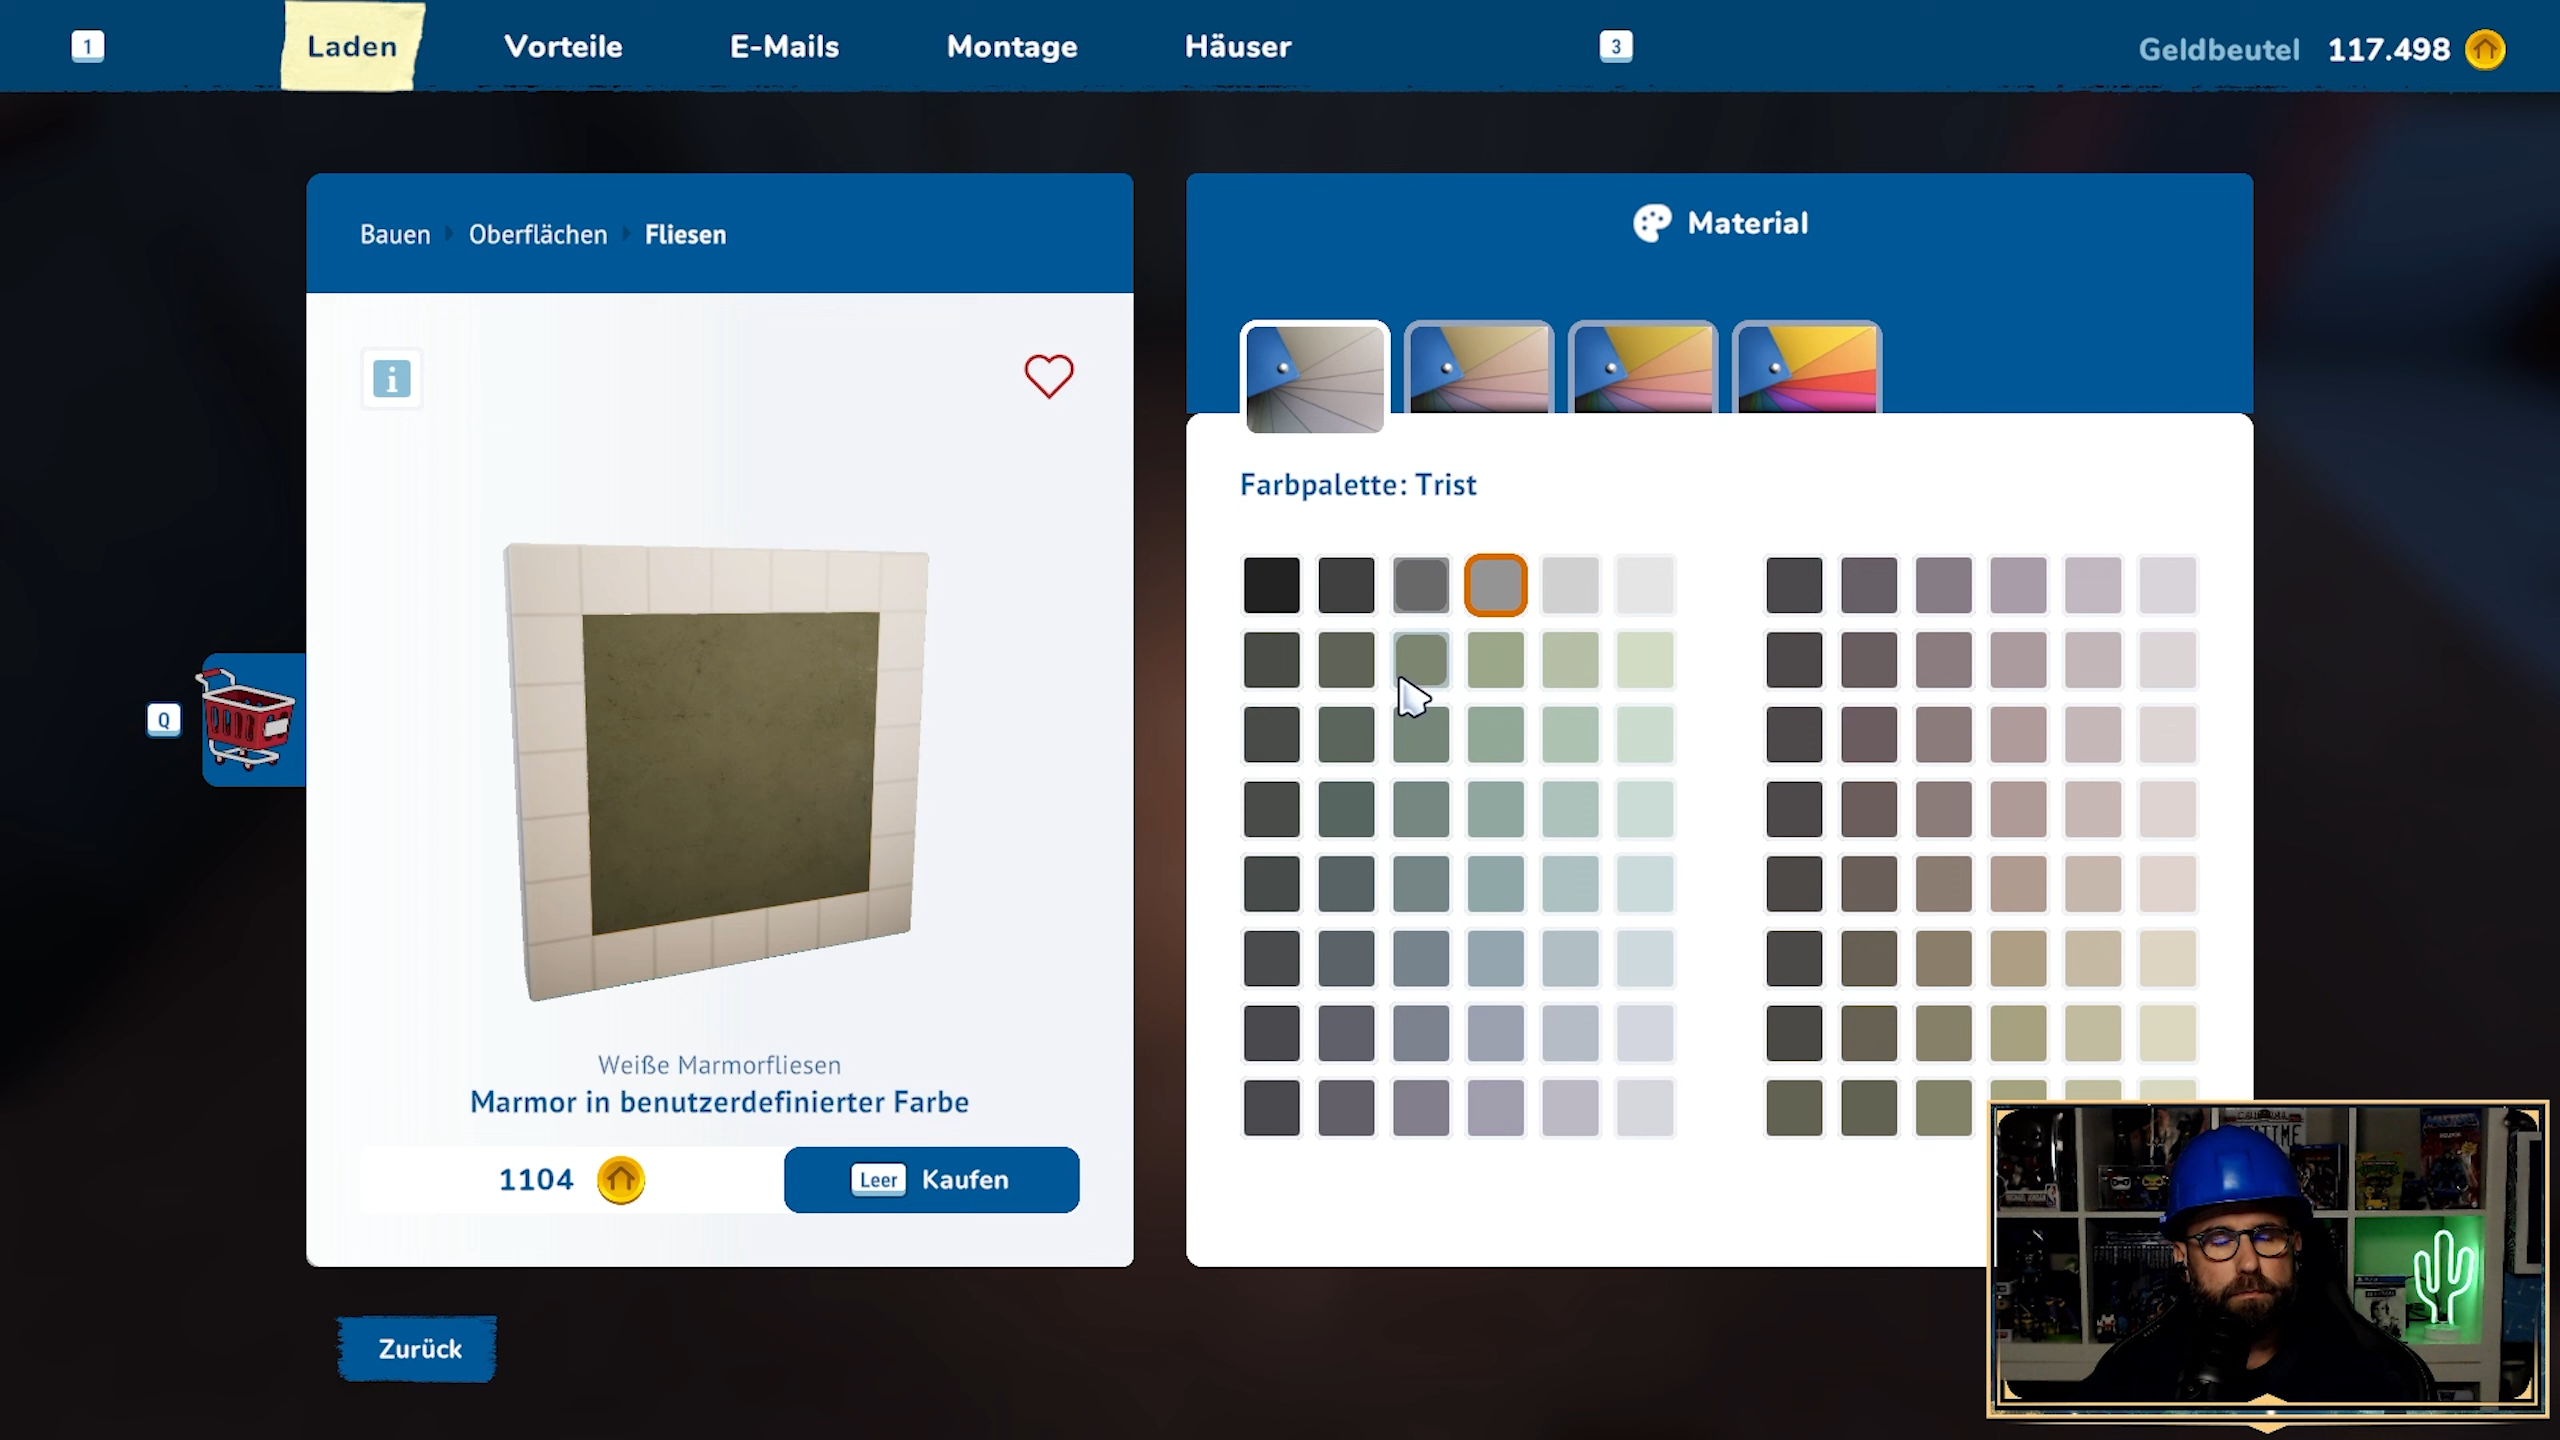 1
Laden
Vorteile
E-Mails
Montage
Häuser
3
Geldbeutel 117.498
Bauen Oberflächen Fliesen
i
Q
Weiße Marmorfliesen
Marmor in benutzerdefinierter Farbe
1104
Leer Kaufen
Zurück
Material
Farbpalette: Trist